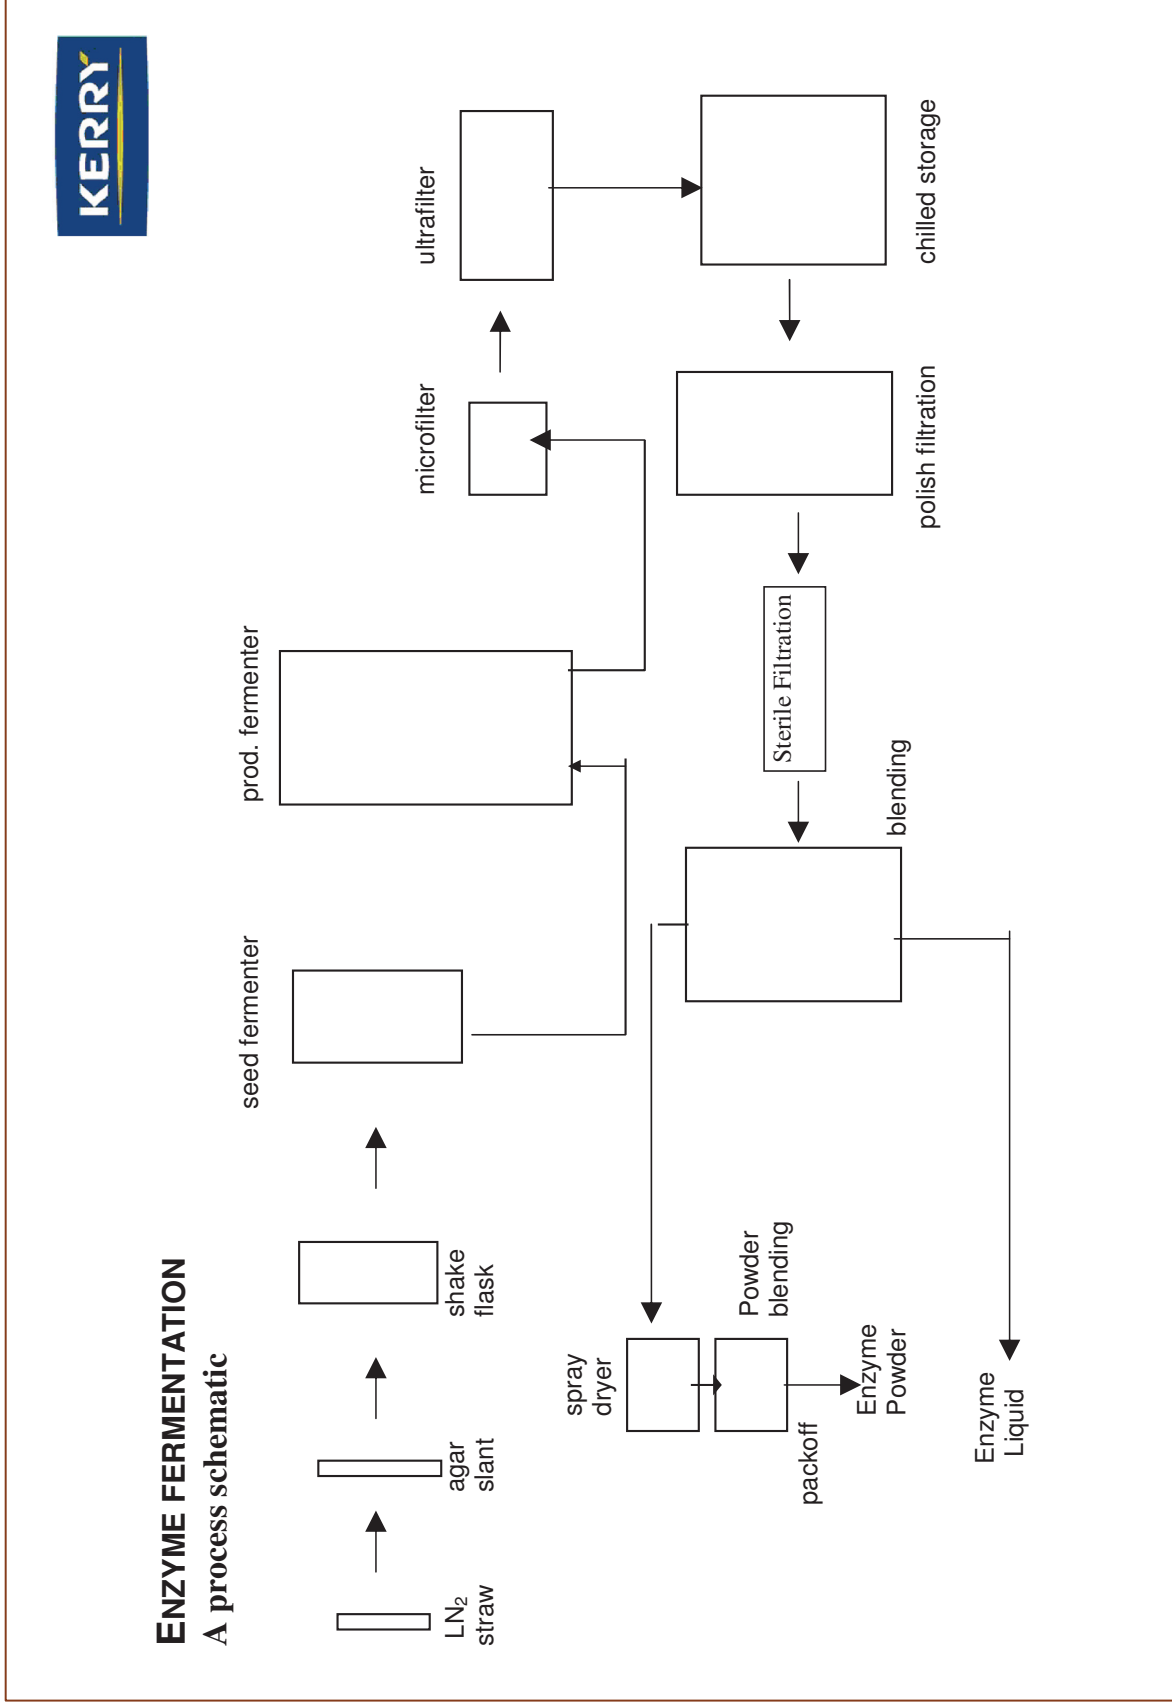 KERRY
ENZYME FERMENTATION
A process schematic
LN₂
straw
agar
slant
shake
flask
seed fermenter
prod. fermenter
microfilter
ultrafilter
chilled storage
polish filtration
Sterile Filtration
blending
spray
dryer
Powder
blending
packoff
Enzyme
Powder
Enzyme
Liquid